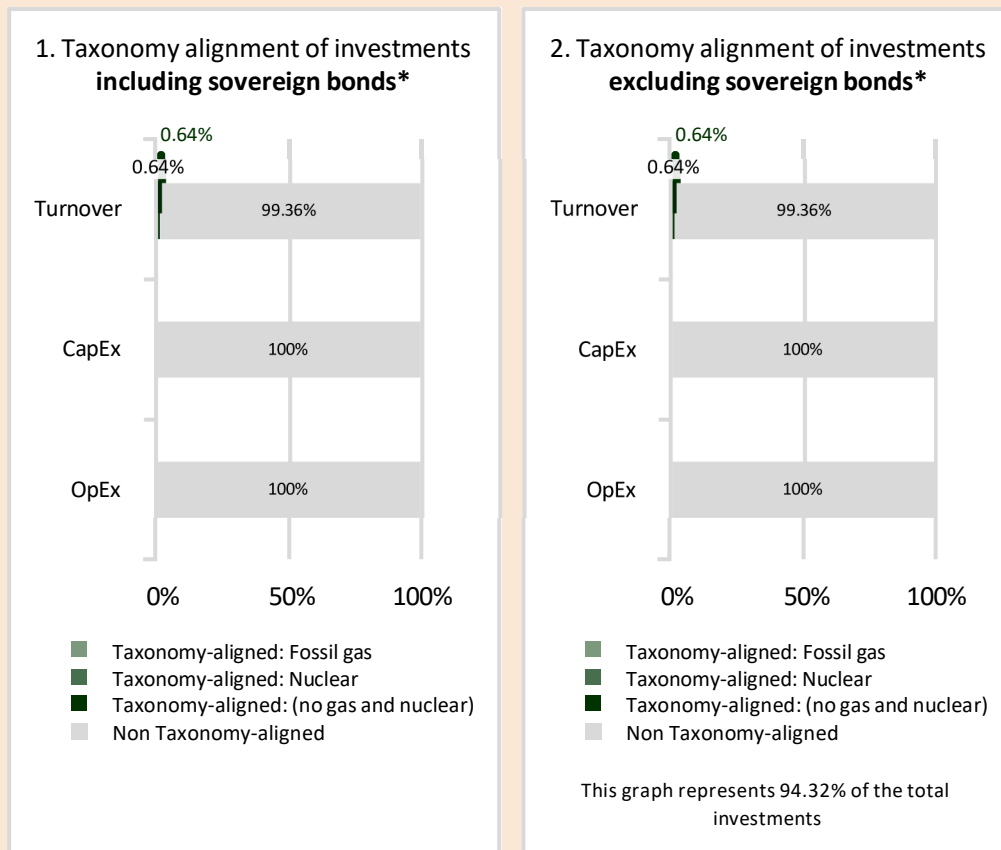 1. Taxonomy alignment of investments
including sovereign bonds*
0.64%
0.64%
Turnover
99.36%
CapEx
100%
OpEx
100%
0% 50% 100%
Taxonomy-aligned: Fossil gas
Taxonomy-aligned: Nuclear
Taxonomy-aligned: (no gas and nuclear)
Non Taxonomy-aligned
2. Taxonomy alignment of investments
excluding sovereign bonds*
0.64%
0.64%
Turnover
99.36%
CapEx
100%
OpEx
100%
0% 50% 100%
Taxonomy-aligned: Fossil gas
Taxonomy-aligned: Nuclear
Taxonomy-aligned: (no gas and nuclear)
Non Taxonomy-aligned
This graph represents 94.32% of the total
investments